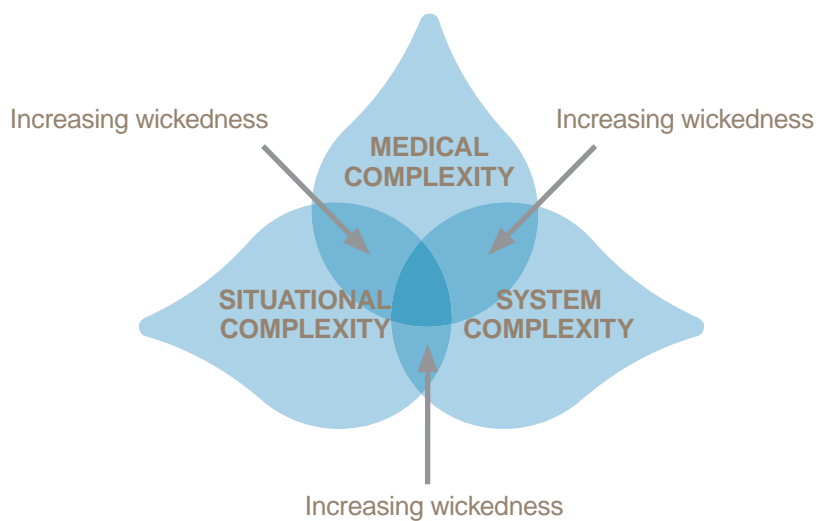 Increasing wickedness
Increasing wickedness
MEDICAL
COMPLEXITY
SITUATIONAL
COMPLEXITY
SYSTEM
COMPLEXITY
Increasing wickedness